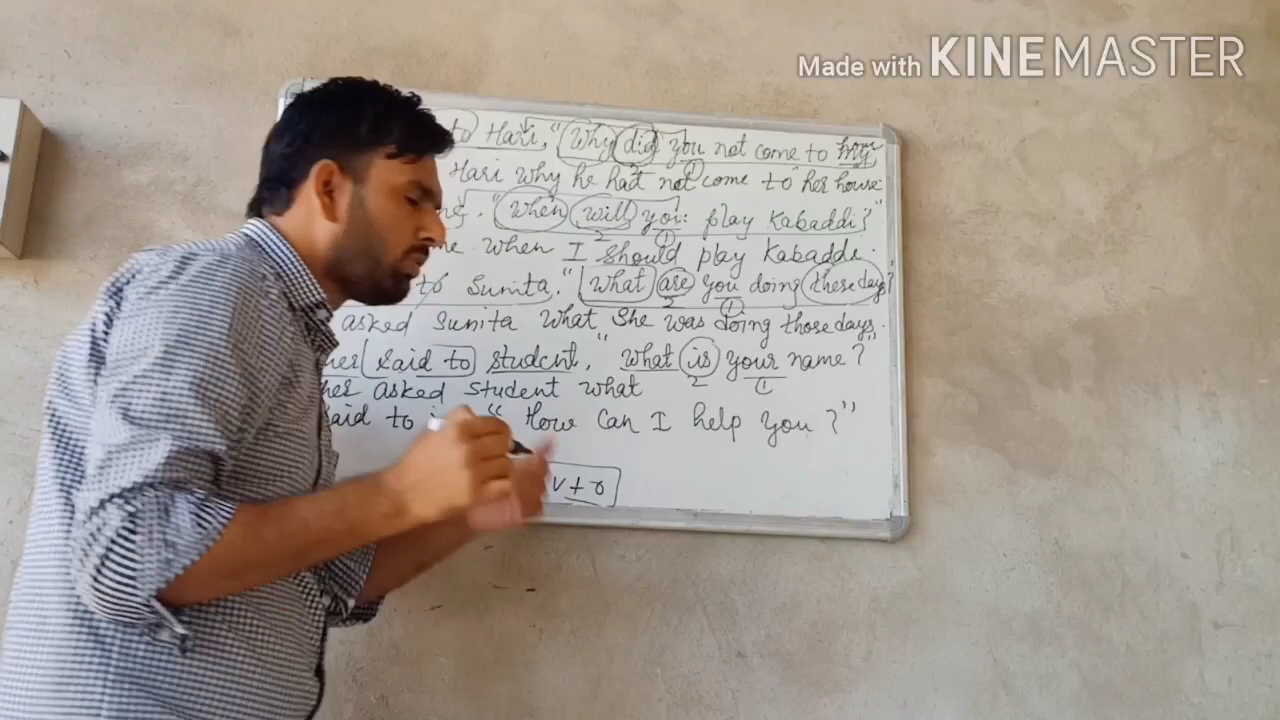 Made with KINEMASTER
to Hari, "Why did you not come to my
Hari why he had not come to her house
"When will you play Kabaddi?"
me when I should play Kabaddi.
to Sunita, "What are you doing these days?"
asked Sunita what she was doing those days.
her said to student, "What is your name?"
her asked student what
said to "How can I help you?"
v + o